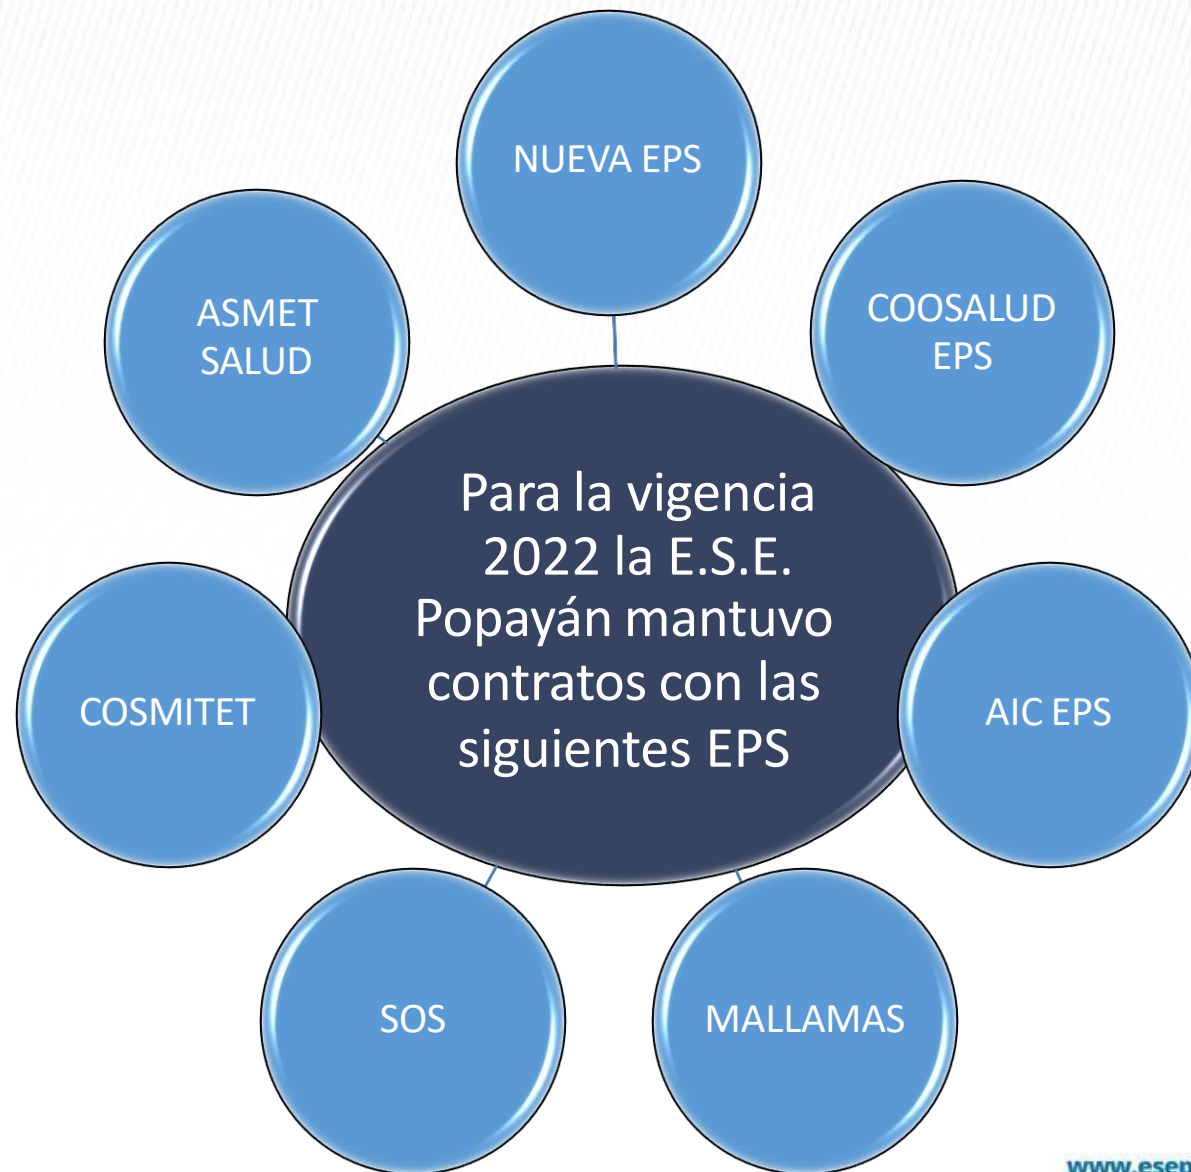 NUEVA EPS
COOSALUD
EPS
AIC EPS
MALLAMAS
SOS
COSMITET
ASMET
SALUD
Para la vigencia
2022 la E.S.E.
Popayán mantuvo
contratos con las
siguientes EPS